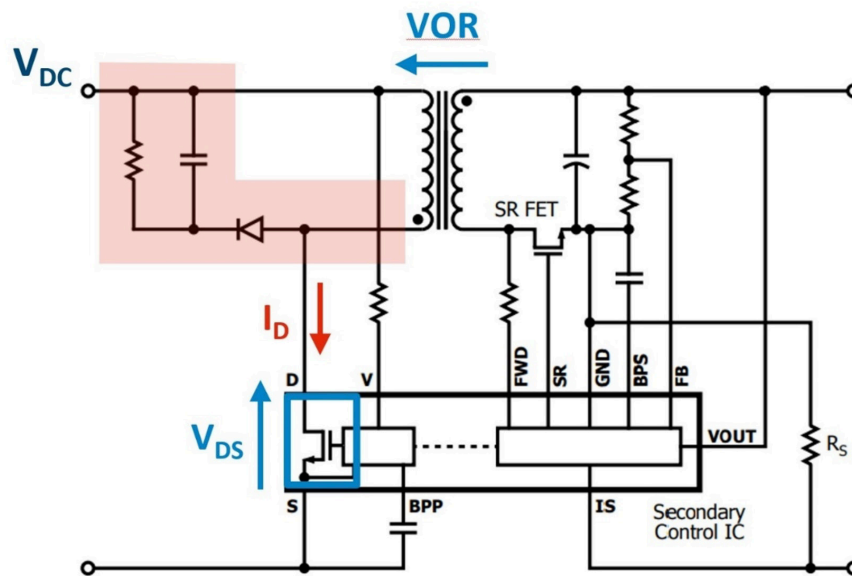 VOR
VDC
SR FET
ID
D
V
FWD
SR
GND
BPS
FB
VDS
VOUT
RS
S
BPP
IS
Secondary
Control IC